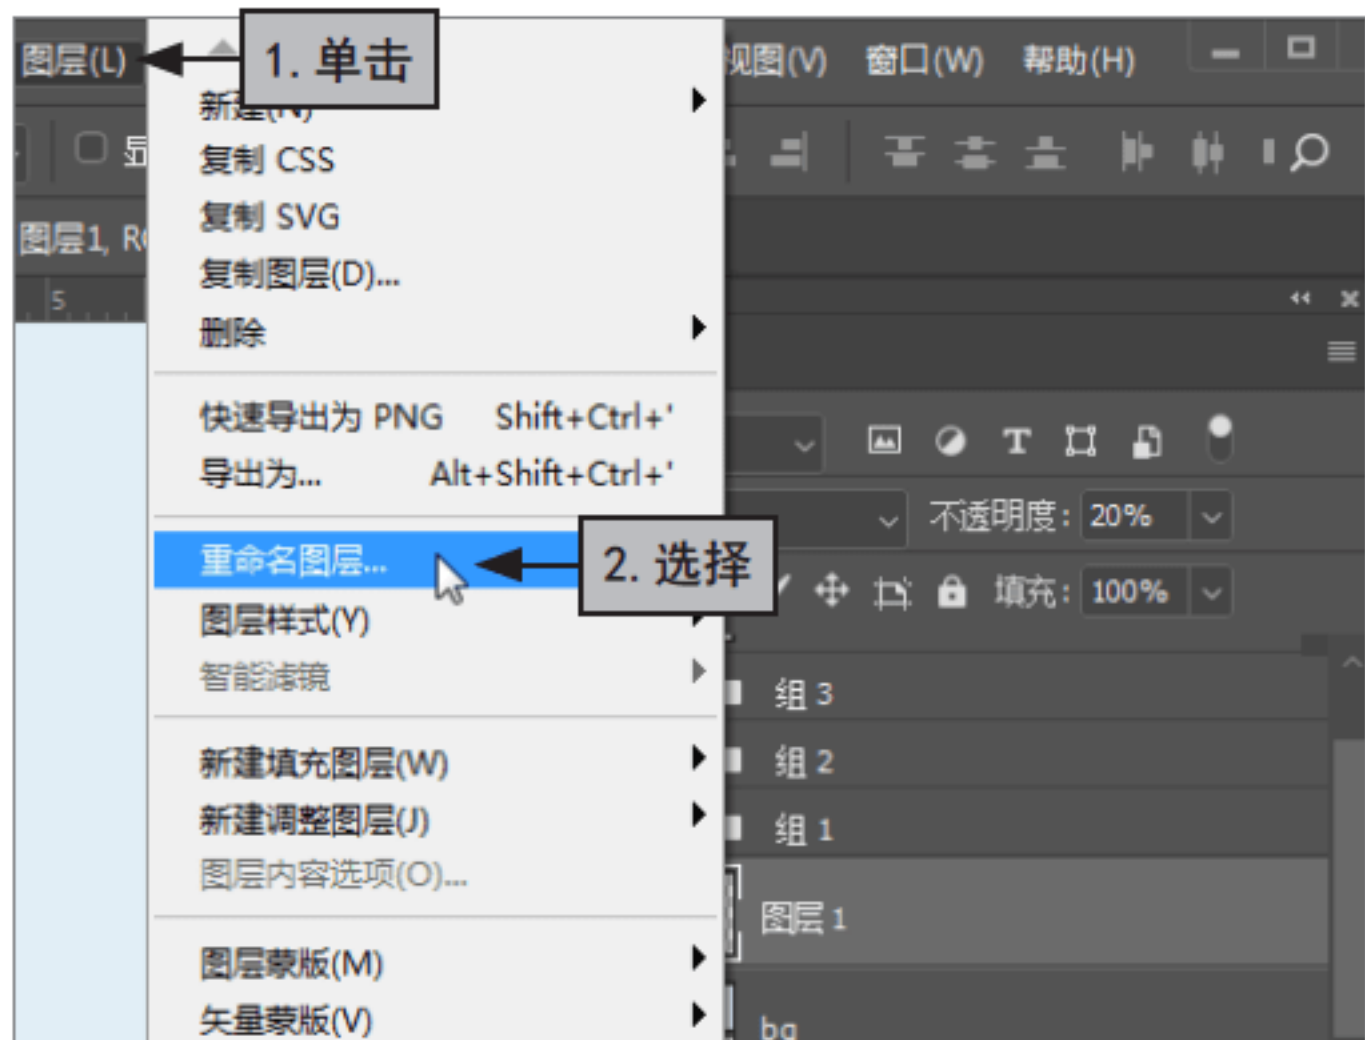 图层(L)
1. 单击
视图(V)
窗口(W)
帮助(H)
新建(N)
复制 CSS
图层1,
复制 SVG
复制图层(D)...
5
删除
快速导出为 PNG Shift+Ctrl+'
导出为... Alt+Shift+Ctrl+'
不透明度: 20%
重命名图层...
2. 选择
填充: 100%
图层样式(Y)
智能滤镜
组 3
新建填充图层(W)
组 2
新建调整图层(J)
组 1
图层内容选项(O)...
图层 1
图层蒙版(M)
矢量蒙版(V)
bg